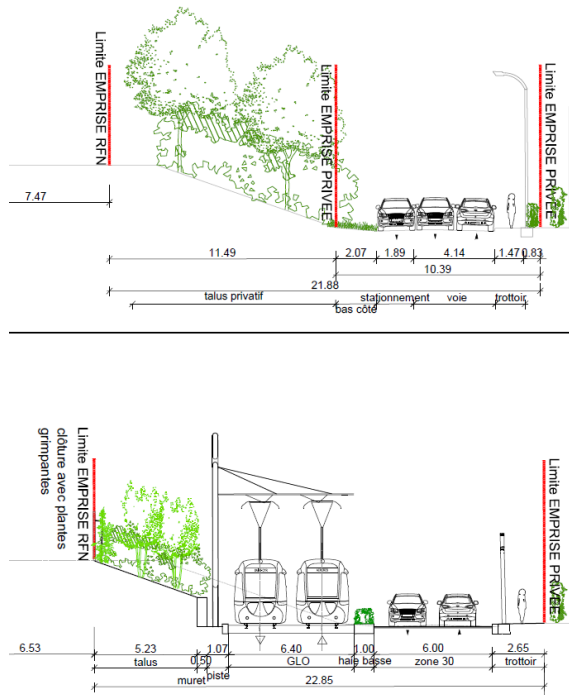 Limite EMPRISE RFN
Limite EMPRISE PRIVEE
Limite EMPRISE PRIVEE
7.47
11.49
2.07
1.89
4.14
1.47
0.83
10.39
21.88
talus privatif
stationnement
voie
trottoir
bas côté
clôture avec plantes
grimpantes
Limite EMPRISE RFN
Limite EMPRISE PRIVEE
6.53
5.23
1.07
6.40
1.00
6.00
2.65
talus
0.50
GLO
haie basse
zone 30
trottoir
piste
muret
22.85